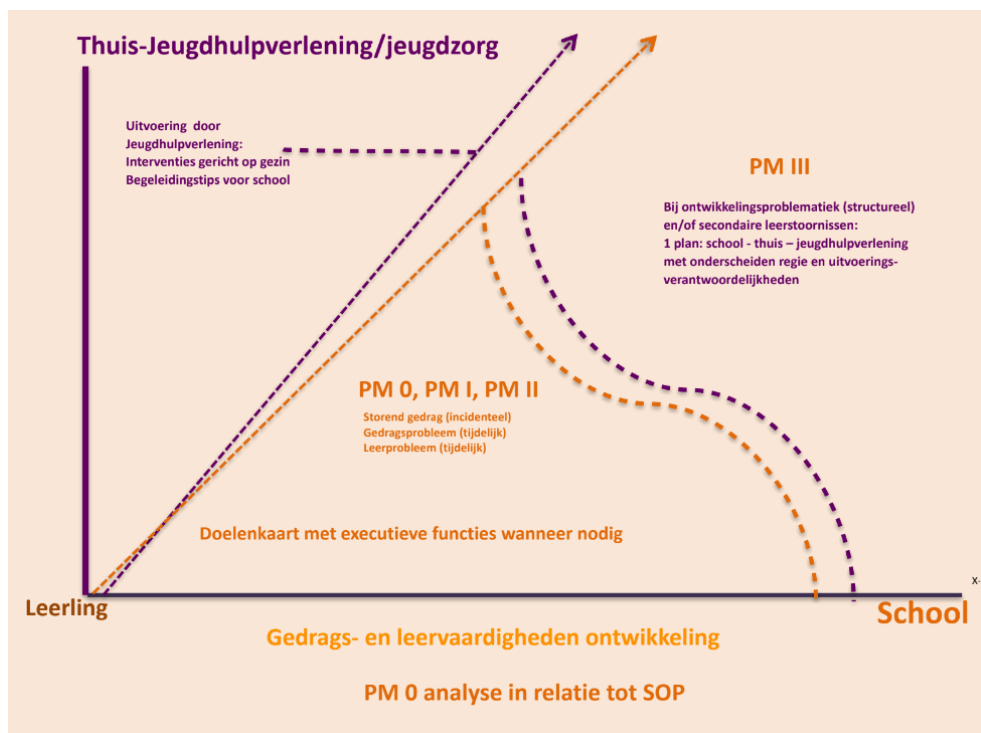 Thuis-Jeugdhulpverlening/jeugdzorg
Uitvoering door
Jeugdhulpverlening:
Interventies gericht op gezin
Begeleidingstips voor school
PM III
Bij ontwikkelingsproblematiek (structureel)
en/of secondaire leerstoornissen:
1 plan: school - thuis – jeugdhulpverlening
met onderscheiden regie en uitvoerings-
verantwoordelijkheden
PM 0, PM I, PM II
Storend gedrag (incidenteel)
Gedragsprobleem (tijdelijk)
Leerprobleem (tijdelijk)
Doelenkaart met executieve functies wanneer nodig
X-
Leerling
School
Gedrags- en leervaardigheden ontwikkeling
PM 0 analyse in relatie tot SOP